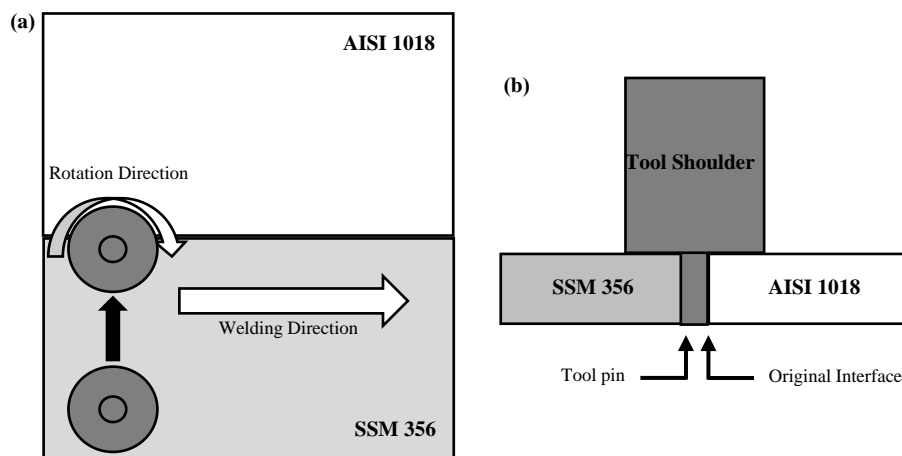 (a)
AISI 1018
Rotation Direction
Welding Direction
SSM 356
(b)
Tool Shoulder
SSM 356
AISI 1018
Tool pin
Original Interface